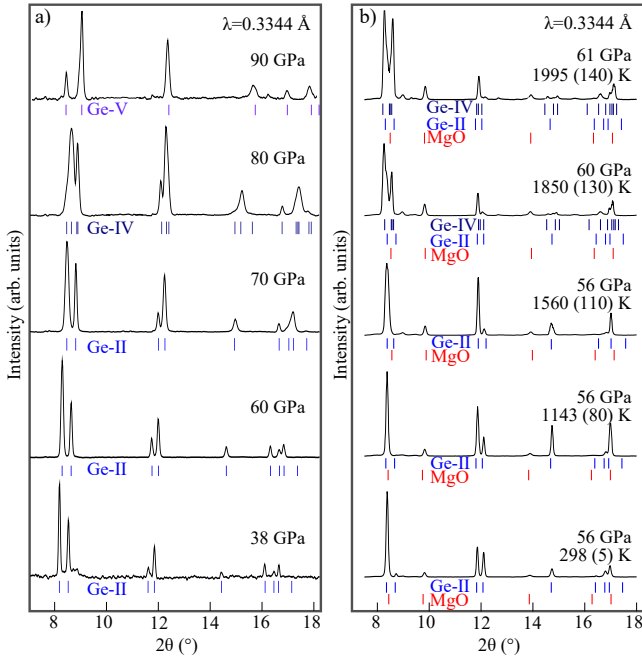 a)
λ=0.3344 Å
90 GPa
Ge-V
80 GPa
Ge-IV
70 GPa
Ge-II
60 GPa
Ge-II
38 GPa
Ge-II
Intensity (arb. units)
8 10 12 14 16 18
2θ (°)
b)
λ=0.3344 Å
61 GPa
1995 (140) K
Ge-IV
Ge-II
MgO
60 GPa
1850 (130) K
Ge-IV
Ge-II
MgO
56 GPa
1560 (110) K
Ge-II
MgO
56 GPa
1143 (80) K
Ge-II
MgO
56 GPa
298 (5) K
Ge-II
MgO
Intensity (arb. units)
8 10 12 14 16 18
2θ (°)